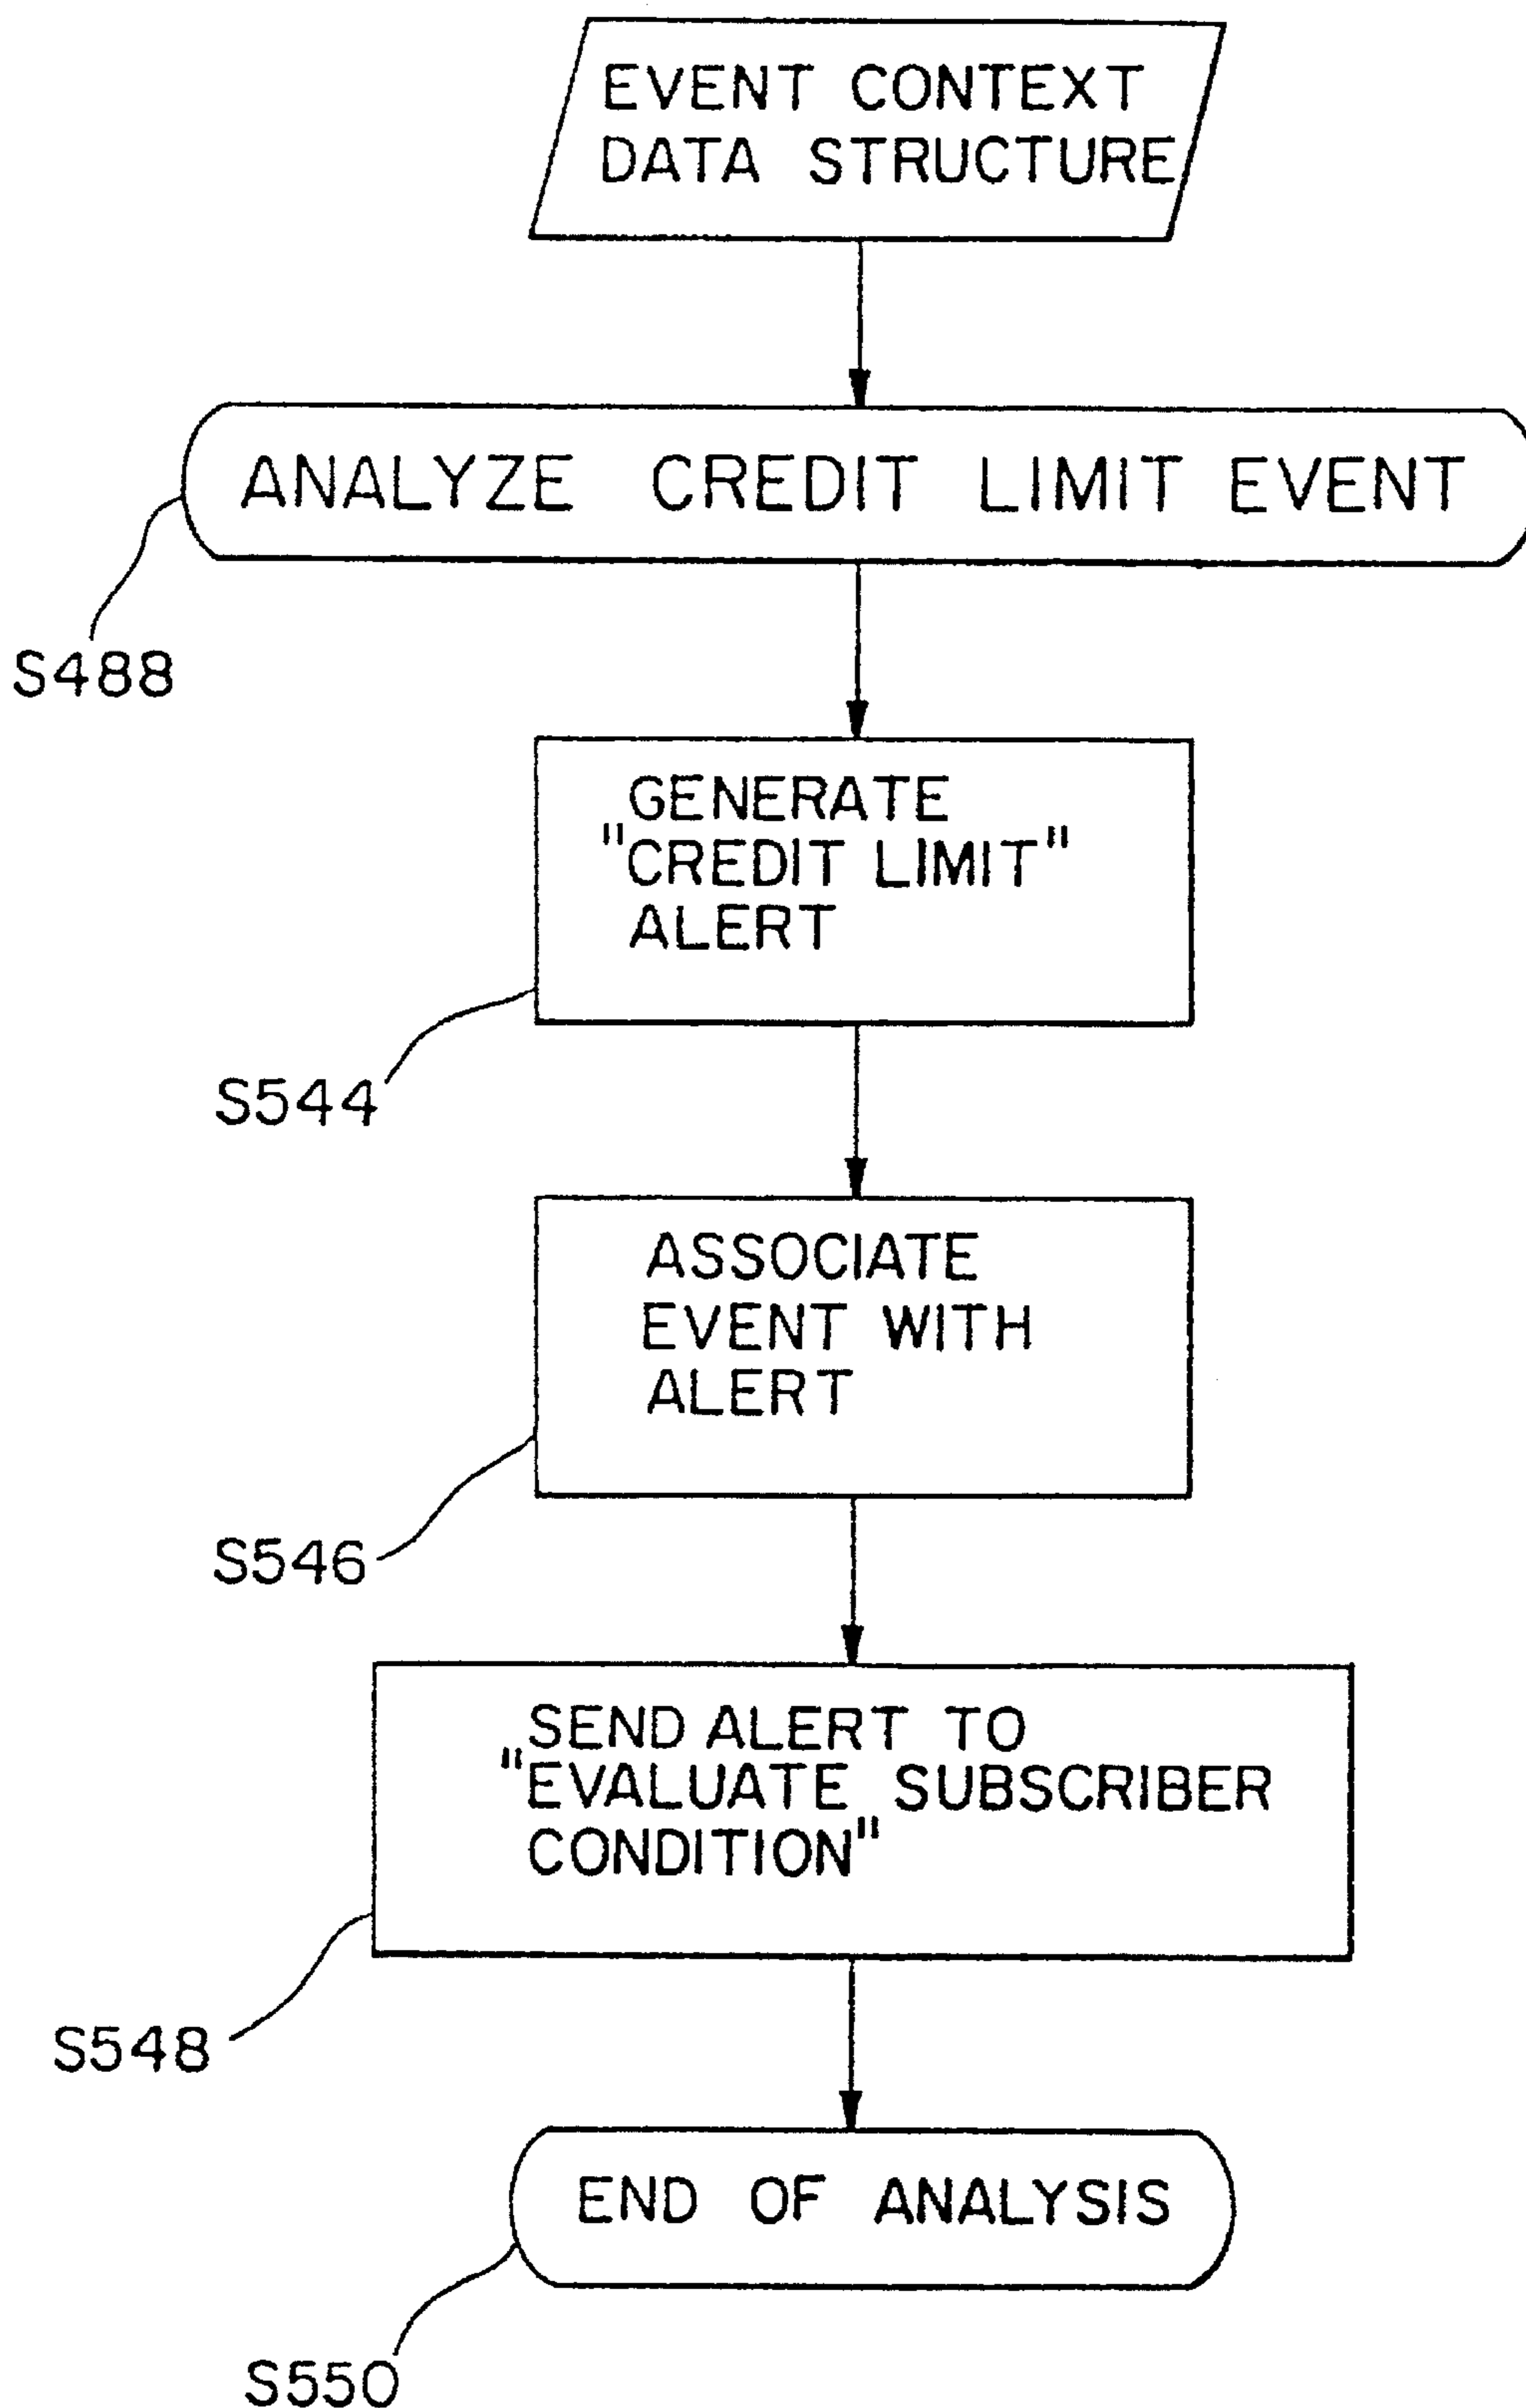 EVENT CONTEXT
DATA STRUCTURE
ANALYZE CREDIT LIMIT EVENT
S488
GENERATE
"CREDIT LIMIT"
ALERT
S544
ASSOCIATE
EVENT WITH
ALERT
S546
SEND ALERT TO
"EVALUATE SUBSCRIBER
CONDITION"
S548
END OF ANALYSIS
S550